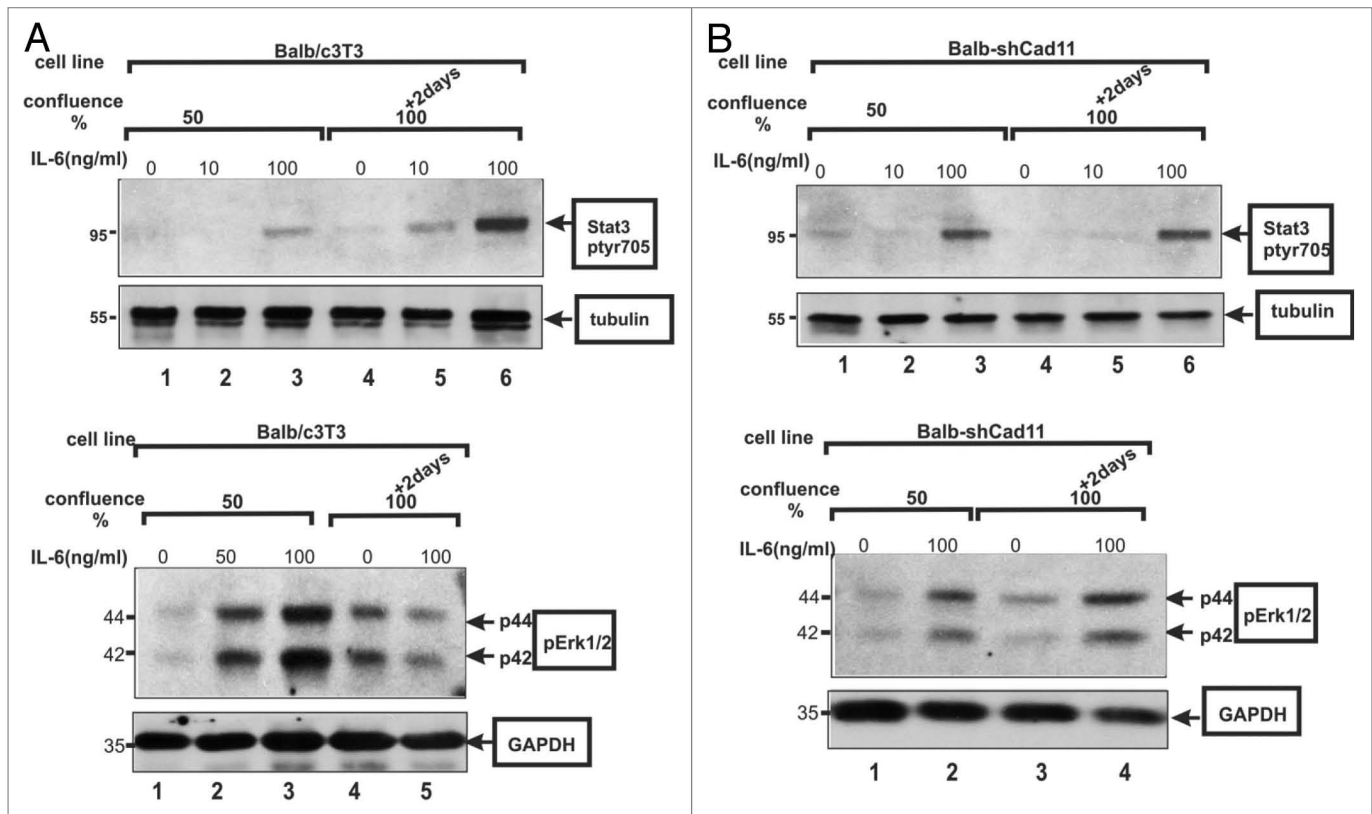 A
Balb/c3T3
cell line
confluence
%
50
100
+2days
IL-6(ng/ml)
0 10 100 0 10 100
95
Stat3
ptyr705
55
tubulin
1 2 3 4 5 6
Balb/c3T3
cell line
confluence
%
50
100
+2days
IL-6(ng/ml)
0 50 100 0 100
44
p44
42
p42
pErk1/2
35
GAPDH
1 2 3 4 5
B
Balb-shCad11
cell line
confluence
%
50
100
+2days
IL-6(ng/ml)
0 10 100 0 10 100
95
Stat3
ptyr705
55
tubulin
1 2 3 4 5 6
Balb-shCad11
cell line
confluence
%
50
100
+2days
IL-6(ng/ml)
0 100 0 100
44
p44
42
p42
pErk1/2
35
GAPDH
1 2 3 4